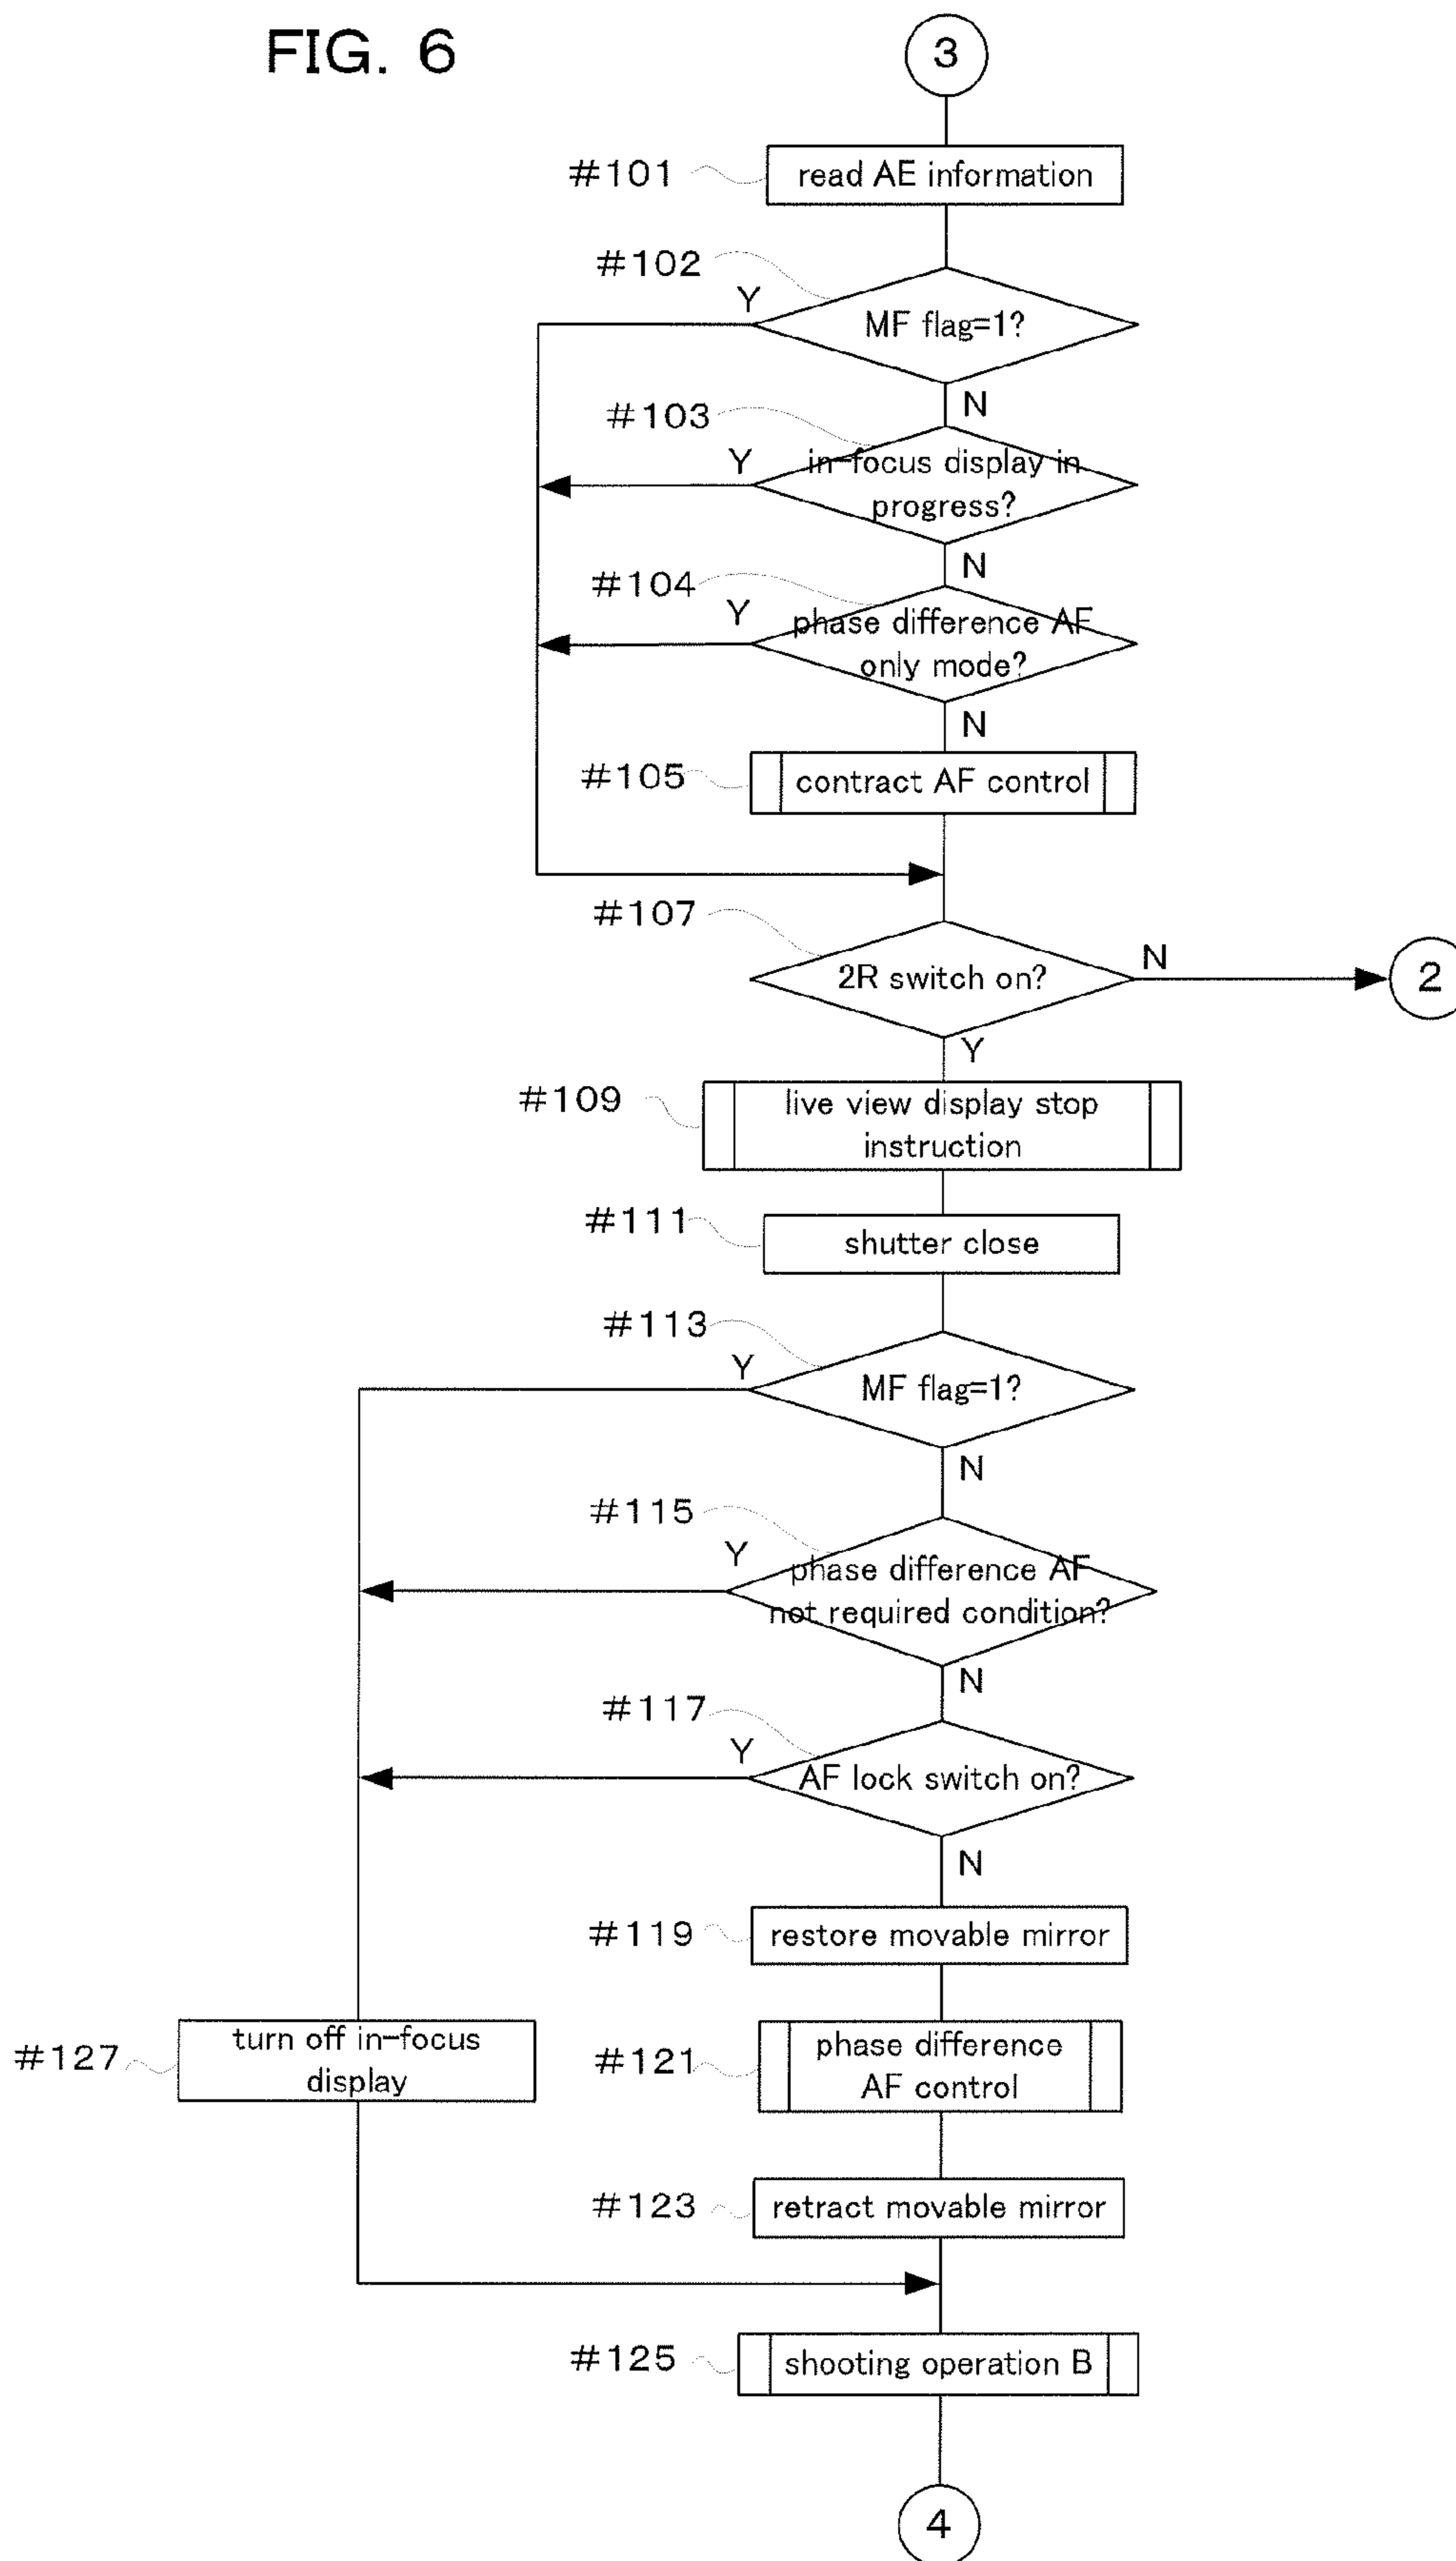 FIG. 6
3
#101
read AE information
#102
Y
MF flag=1?
N
#103
Y
in-focus display in
progress?
N
#104
Y
phase difference AF
only mode?
N
#105
contract AF control
#107
2R switch on?
N
2
Y
#109
live view display stop
instruction
#111
shutter close
#113
Y
MF flag=1?
N
#115
Y
phase difference AF
not required condition?
N
#117
Y
AF lock switch on?
N
#119
restore movable mirror
#127
turn off in-focus
display
#121
phase difference
AF control
#123
retract movable mirror
#125
shooting operation B
4